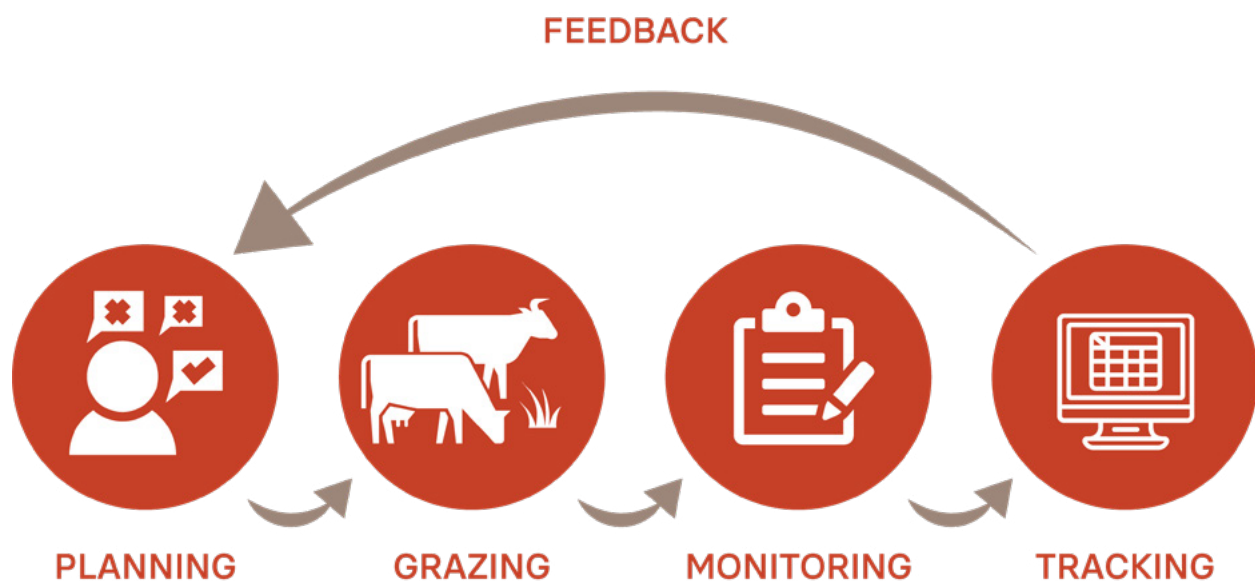 FEEDBACK
PLANNING
GRAZING
MONITORING
TRACKING